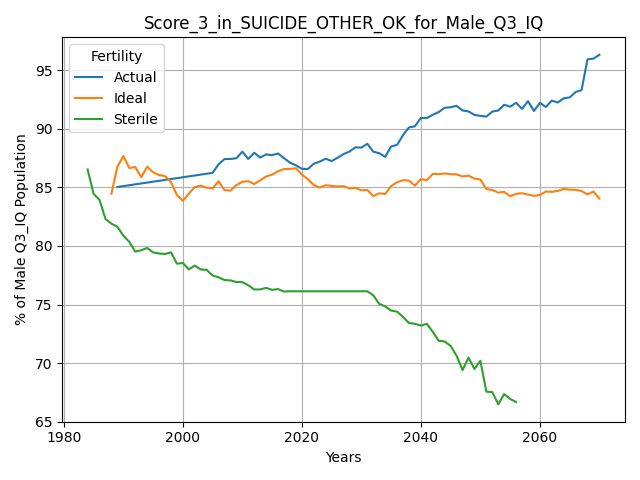 Score_3_in_SUICIDE_OTHER_OK_for_Male_Q3_IQ
Fertility
Actual
Ideal
Sterile
% of Male Q3_IQ Population
95
90
85
80
75
70
65
1980
2000
2020
2040
2060
Years